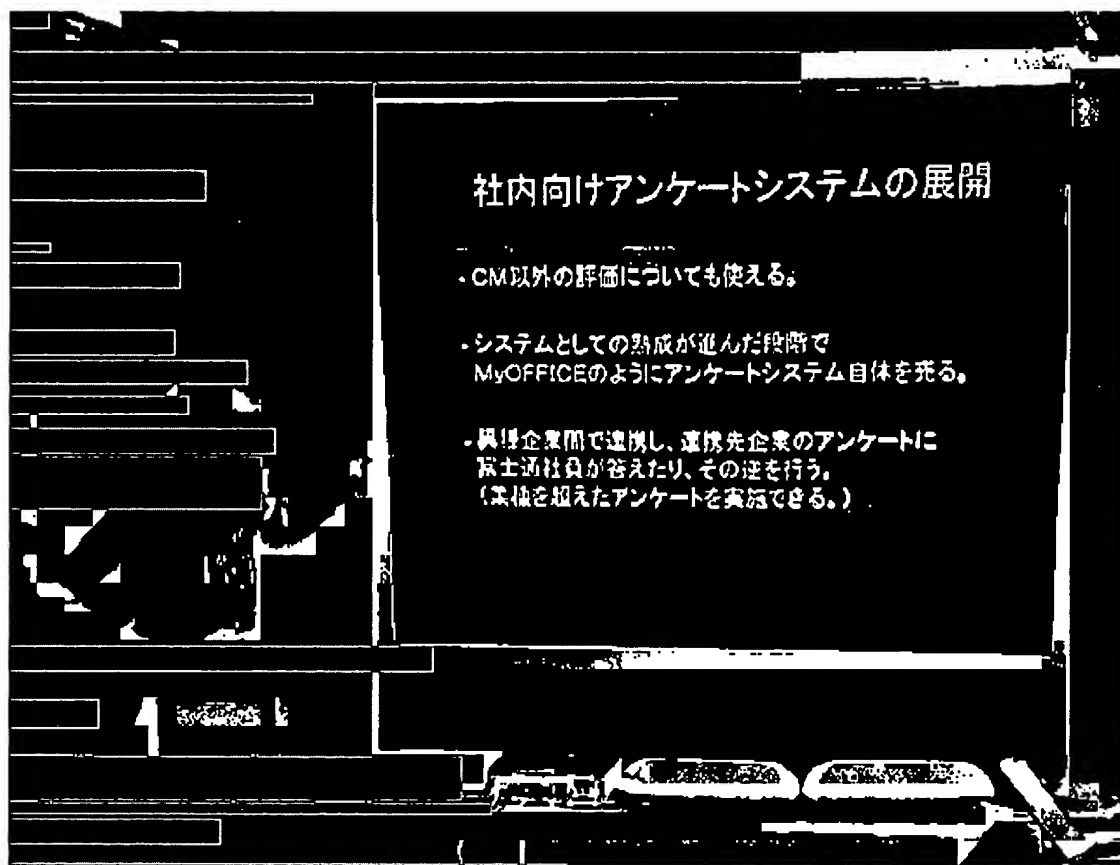 社内向けアンケートシステムの展開
・CM以外の評価についても使える。
・システムとしての熟成が進んだ段階で
MyOFFICEのようにアンケートシステム自体を売る。
・異種企業間で連携し、連携先企業のアンケートに
富士通社員が答えたり、その逆を行う。
(業種を超えたアンケートを実施できる。)